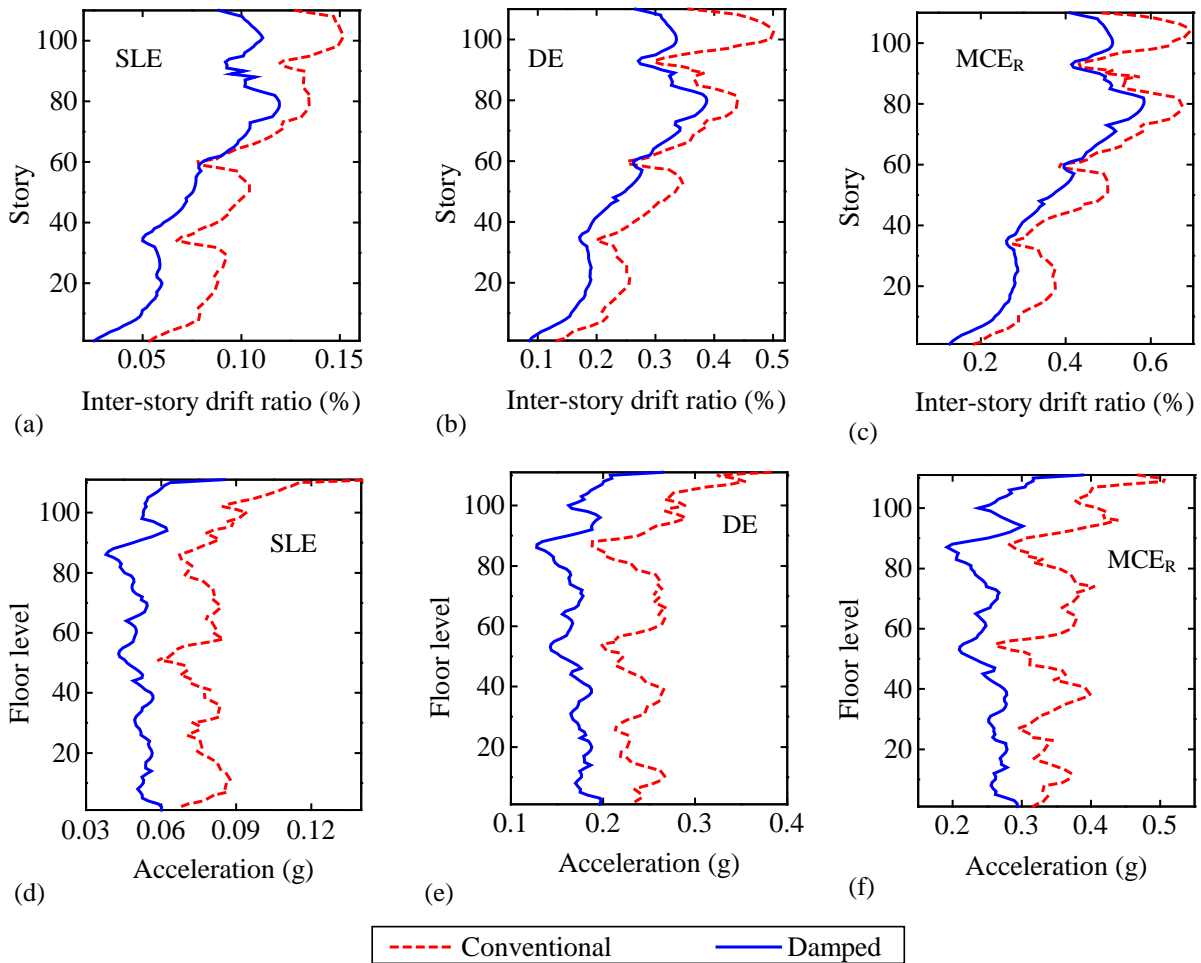 SLE
Story
100
80
60
40
20
0.05
0.10
0.15
Inter-story drift ratio (%)
(a)
DE
Story
100
80
60
40
20
0.1
0.2
0.3
0.4
0.5
Inter-story drift ratio (%)
(b)
MCER
Story
100
80
60
40
20
0.2
0.4
0.6
Inter-story drift ratio (%)
(c)
SLE
Floor level
100
80
60
40
20
0.03
0.06
0.09
0.12
Acceleration (g)
(d)
DE
Floor level
100
80
60
40
20
0.1
0.2
0.3
0.4
Acceleration (g)
(e)
MCER
Floor level
100
80
60
40
20
0.2
0.3
0.4
0.5
Acceleration (g)
(f)
Conventional
Damped